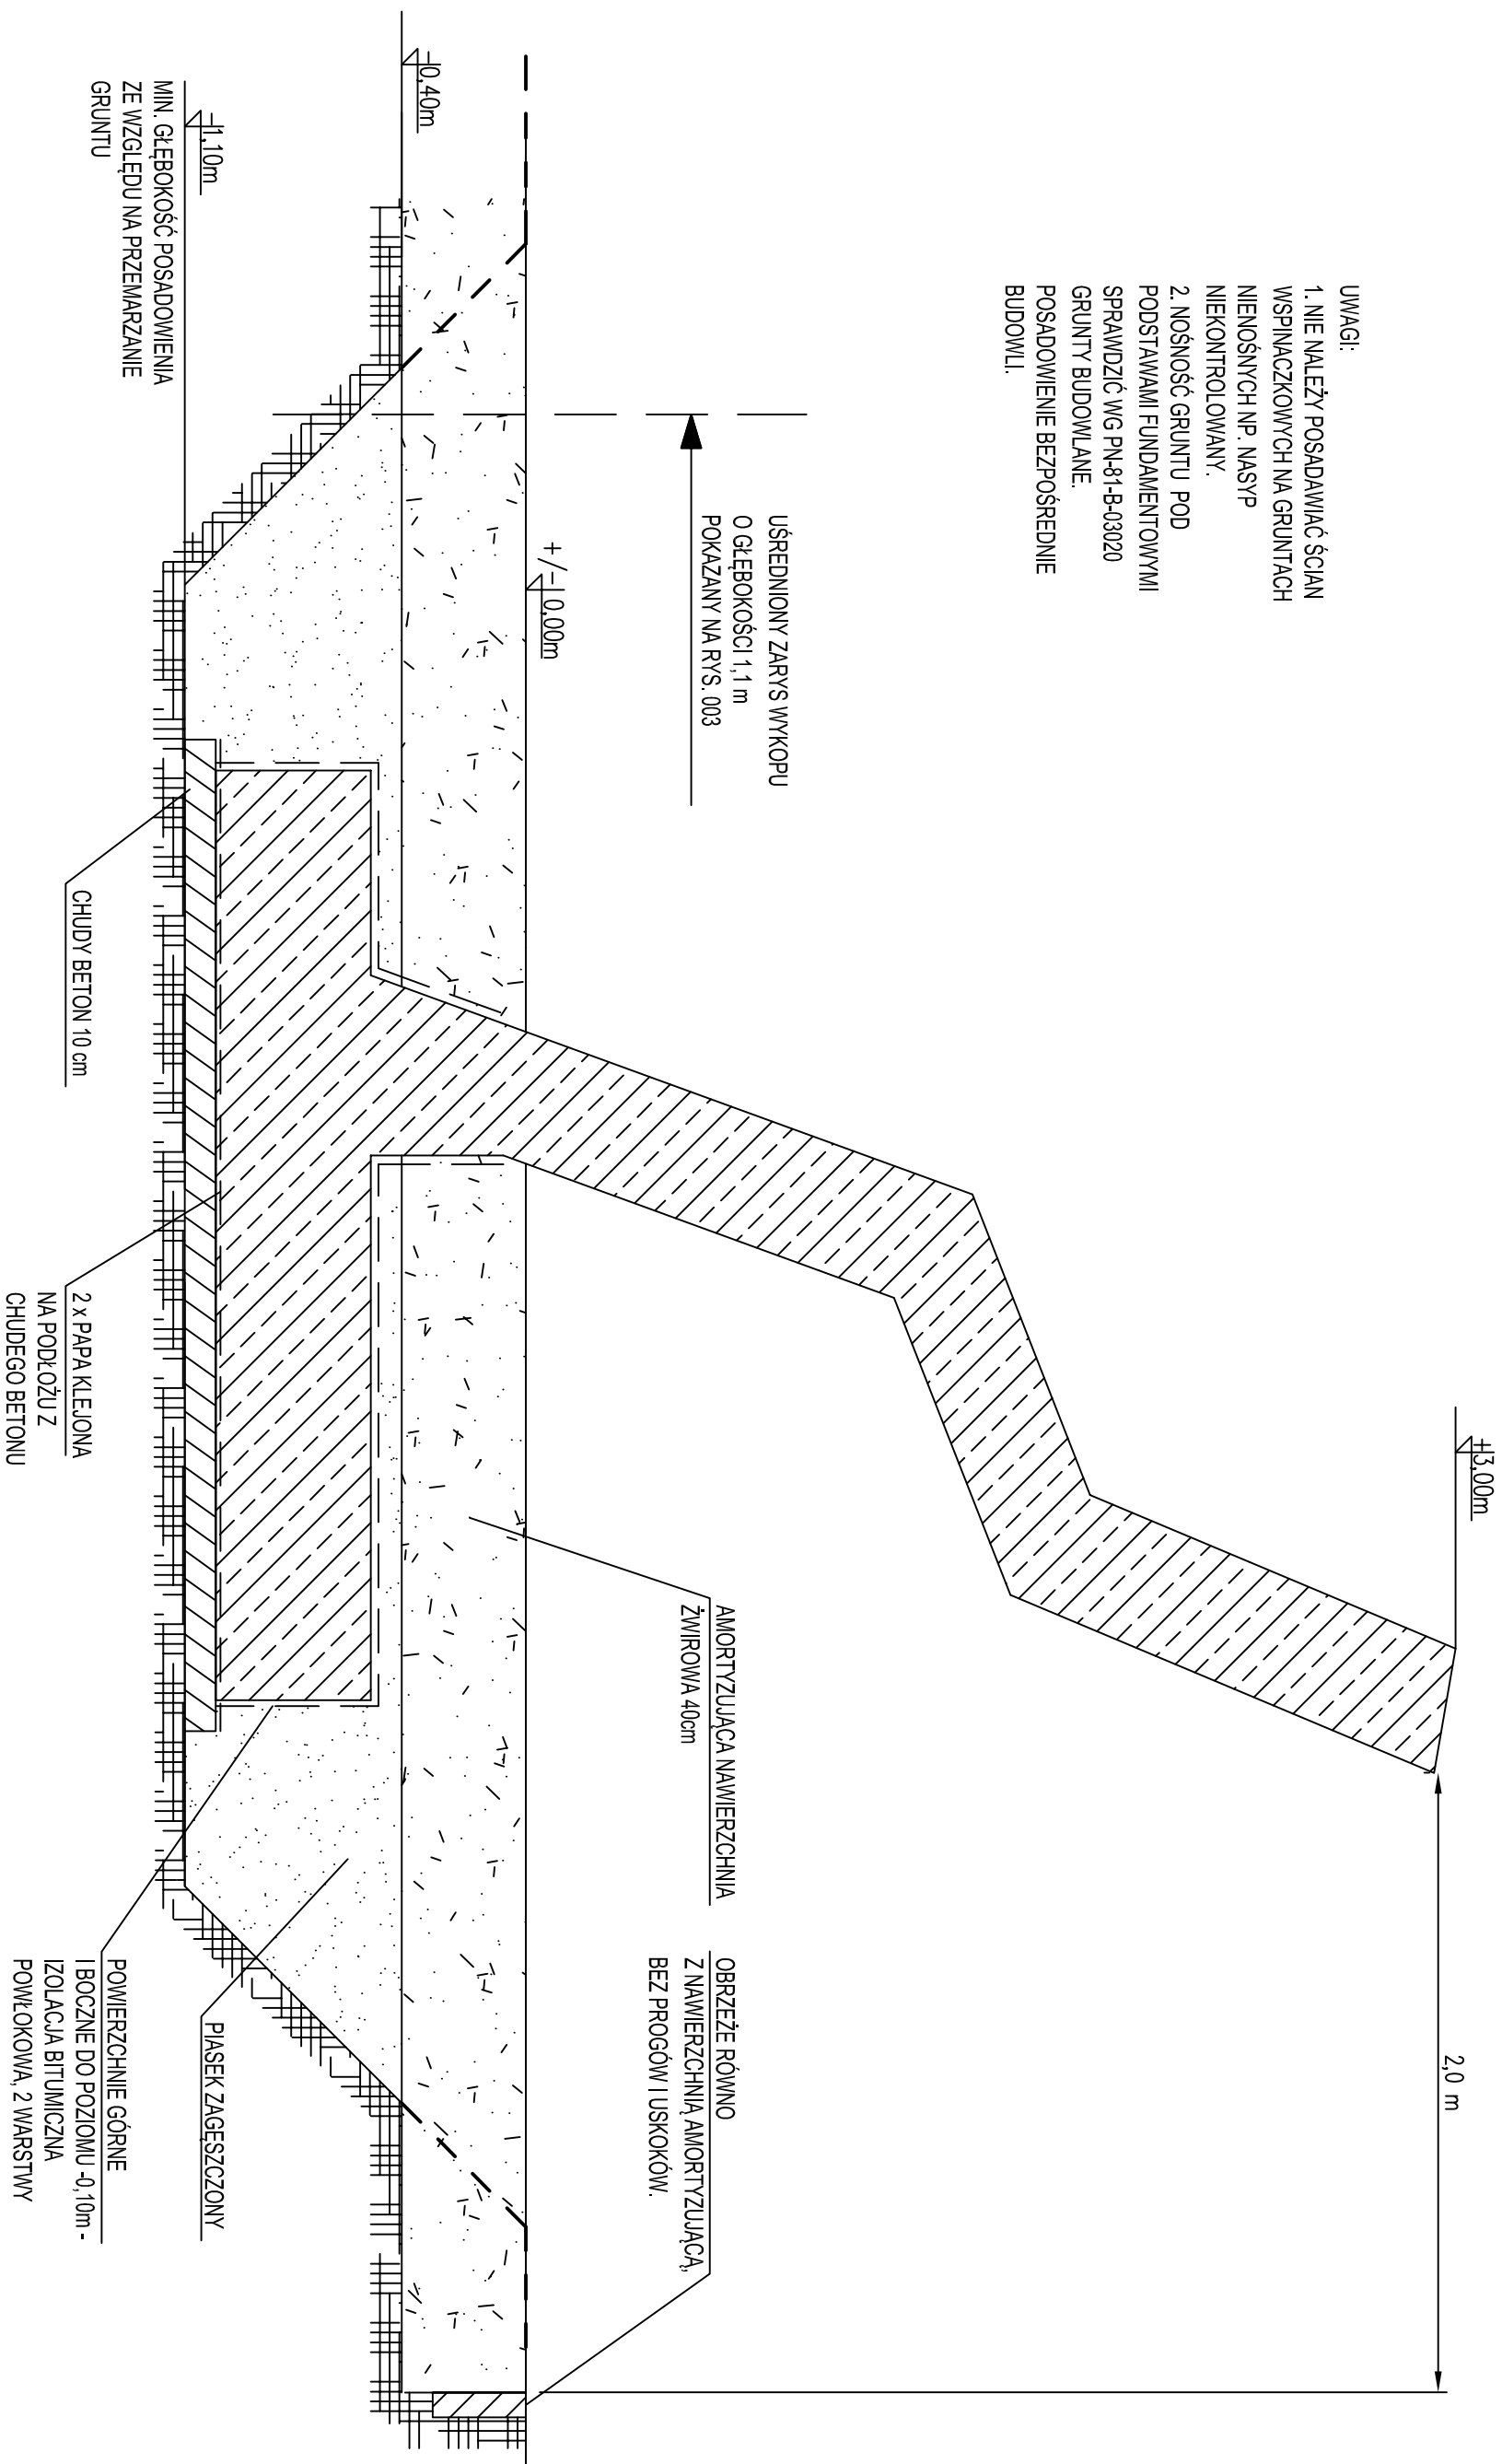 UWAGI:
1. NIE NALEŻY POSADAWIAĆ ŚCIAN
WSPINACZKOWYCH NA GRUNTACH
NIENOŚNYCH NP. NASYP
NIEKONTROLOWANY.
2. NOŚNOŚĆ GRUNTU POD
PODSTAWAMI FUNDAMENTOWYMI
SPRAWDZIĆ WG PN-81-B-03020
GRUNTY BUDOWLANE.
POSADOWIENIE BEZPOŚREDNIE
BUDOWLI.
+3,00m
2,0 m
UŚREDNIONY ZARYS WYKOPU
O GŁĘBOKOŚCI 1,1 m
POKAZANY NA RYS. 003
AMORTYZUJĄCA NAWIERZCHNIA
ŻWIROWA 40cm
OBRZEŻE RÓWNO
Z NAWIERZCHNIĄ AMORTYZUJĄCĄ,
BEZ PROGÓW I USKOKÓW.
+/- 0,00m
-0,40m
-1,10m
MIN. GŁĘBOKOŚĆ POSADOWIENIA
ZE WZGLĘDU NA PRZEMARZANIE
GRUNTU
CHUDY BETON 10 cm
2 x PAPA KLEJONA
NA PODŁOŻU Z
CHUDEGO BETONU
PIASEK ZAGĘSZCZONY
POWIERZCHNIE GÓRNE
I BOCZNE DO POZIOMU -0,10m -
IZOLACJA BITUMICZNA
POWŁOKOWA, 2 WARSTWY